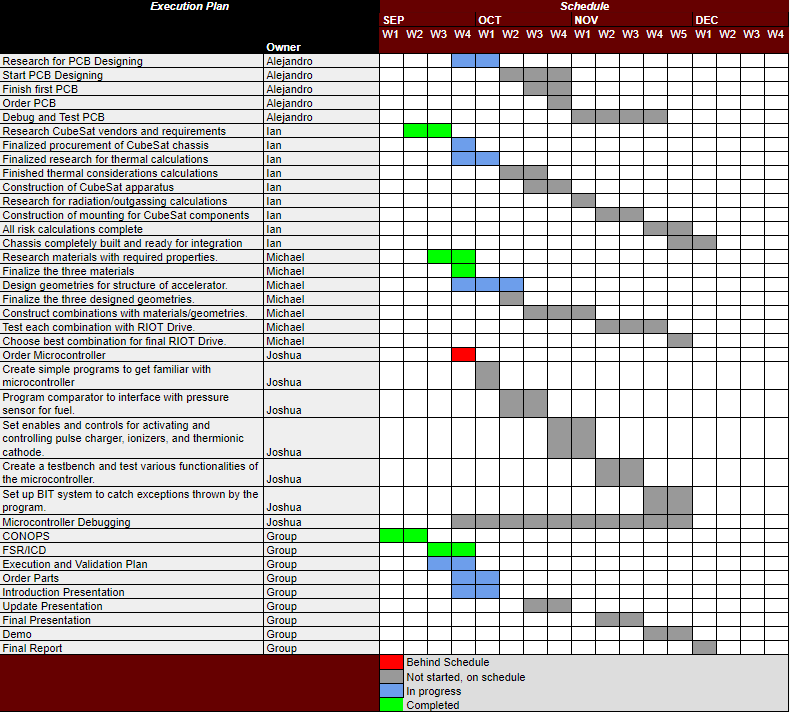 Execution Plan Schedule
SEP OCT NOV DEC
Owner W1 W2 W3 W4 W1 W2 W3 W4 W1 W2 W3 W4 W5 W1 W2 W3 W4
Research for PCB Designing Alejandro
Start PCB Designing Alejandro
Finish first PCB Alejandro
Order PCB Alejandro
Debug and Test PCB Alejandro
Research CubeSat vendors and requirements Ian
Finalized procurement of CubeSat chassis Ian
Finalized research for thermal calculations Ian
Finished thermal considerations calculations Ian
Construction of CubeSat apparatus Ian
Research for radiation/outgassing calculations Ian
Construction of mounting for CubeSat components Ian
All risk calculations complete Ian
Chassis completely built and ready for integration Ian
Research materials with required properties. Michael
Finalize the three materials Michael
Design geometries for structure of accelerator. Michael
Finalize the three designed geometries. Michael
Construct combinations with materials/geometries. Michael
Test each combination with RIOT Drive. Michael
Choose best combination for final RIOT Drive. Michael
Order Microcontroller Joshua
Create simple programs to get familiar with
microcontroller Joshua
Program comparator to interface with pressure
sensor for fuel. Joshua
Set enables and controls for activating and
controlling pulse charger, ionizers, and thermionic
cathode. Joshua
Create a testbench and test various functionalities of
the microcontroller. Joshua
Set up BIT system to catch exceptions thrown by the
program. Joshua
Microcontroller Debugging Joshua
CONOPS Group
FSR/ICD Group
Execution and Validation Plan Group
Order Parts Group
Introduction Presentation Group
Update Presentation Group
Final Presentation Group
Demo Group
Final Report Group
Behind Schedule
Not started, on schedule
In progress
Completed